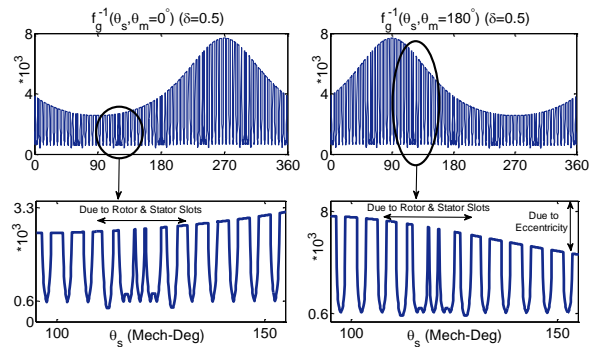 f_g^-1(θ_s,θ_m=0°)(δ=0.5)
f_g^-1(θ_s,θ_m=180°)(δ=0.5)
*10^3
8
4
0
0 90 180 270 360
8
4
0
0 90 180 270 360
*10^3
3.3
0.6
0
Due to Rotor & Stator Slots
100 150
θ_s (Mech-Deg)
*10^3
8
0.6
Due to Rotor & Stator Slots
Due to
Eccentricity
100 150
θ_s (Mech-Deg)